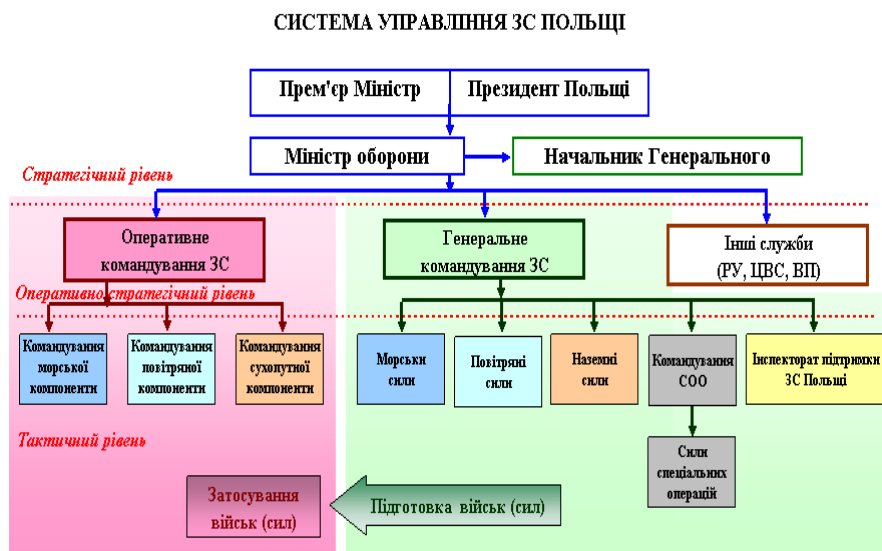 СИСТЕМА УПРАВЛІННЯ ЗС ПОЛЬЩІ
Прем'єр Міністр
Президент Польщі
Міністр оборони
Начальник Генерального
Стратегічний рівень
Оперативне
командування ЗС
Генеральне
командування ЗС
Інші служби
(РУ, ЦВС, ВП)
Оперативно стратегічний рівень
Командування
морської
компоненти
Командування
повітряної
компоненти
Командування
сухопутної
компоненти
Морськи
сили
Повітряні
сили
Наземні
сили
Командування
СОО
Інспекторат підтримки
ЗС Польщі
Тактичний рівень
Сили
спеціальних
операцій
Затосування
військ (сил)
Підготовка військ (сил)